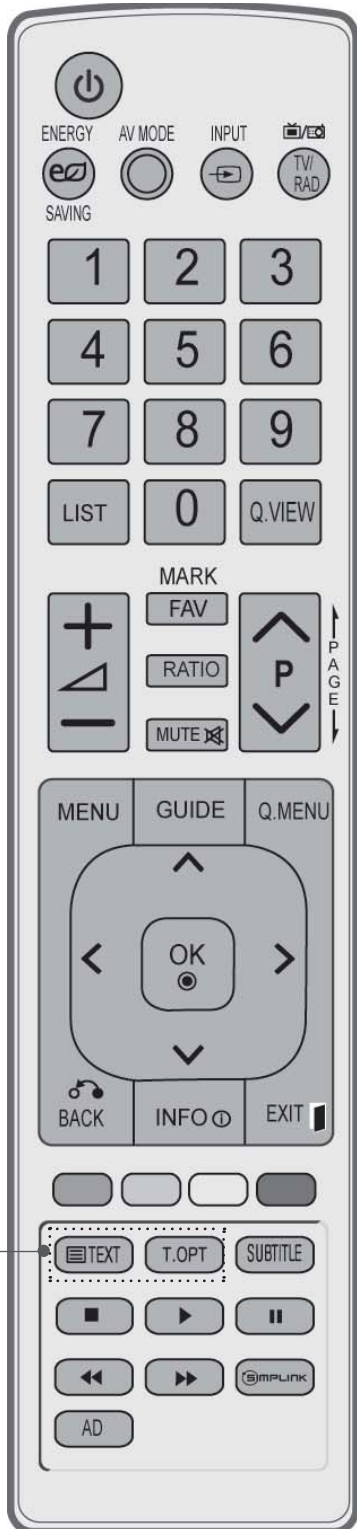 ENERGY AV MODE INPUT
TV/
RAD
SAVING
1 2 3
4 5 6
7 8 9
LIST 0 Q.VIEW
MARK
FAV
RATIO
P
PAGE
MUTE
MENU GUIDE Q.MENU
OK
BACK INFO EXIT
TEXT T.OPT SUBTITLE
SIMPLINK
AD